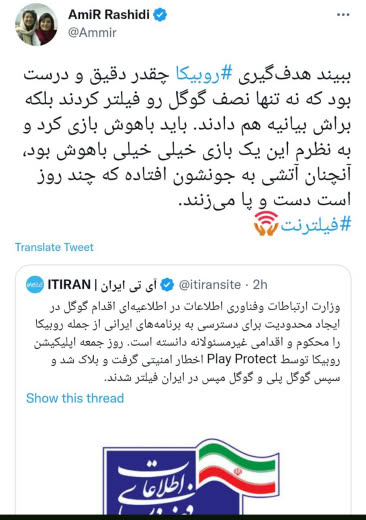 AmiR Rashidi
@Ammir
ببیند هدف‌گیری #روبیکا چقدر دقیق و درست
بود که نه تنها نصف گوگل رو فیلتر کردند بلکه
براش بیانیه هم دادند. باید باهوش بازی کرد و
به نظرم این یک بازی خیلی خیلی باهوش بود،
آنچنان آتشی به جونشون افتاده که چند روز
است دست و پا می‌زنند.
#فیلترنت
Translate Tweet
ITIRAN | آی تی ایران @itiransite · 2h
وزارت ارتباطات وفناوری اطلاعات در اطلاعیه‌ای اقدام گوگل در
ایجاد محدودیت برای دسترسی به برنامه‌های ایرانی از جمله روبیکا
را محکوم و اقدامی غیرمسئولانه دانسته است. روز جمعه اپلیکیشن
روبیکا توسط Play Protect اخطار امنیتی گرفت و بلاک شد و
سپس گوگل پلی و گوگل مپس در ایران فیلتر شدند.
Show this thread
اطلاعات